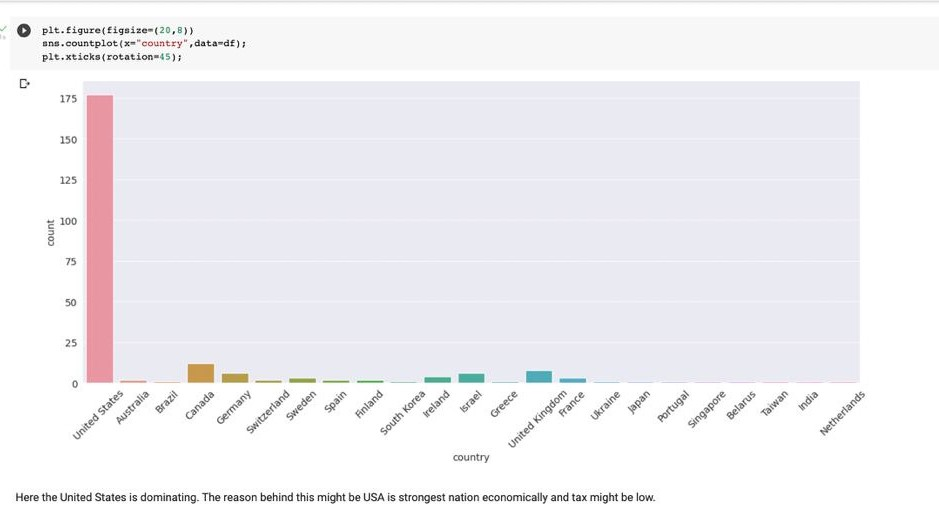 plt.figure(figsize=(20,8))
sns.countplot(x="country",data=df);
plt.xticks(rotation=45);
175
150
125
100
75
50
25
0
count
United States
Australia
Brazil
Canada
Germany
Switzerland
Sweden
Spain
Finland
South Korea
Ireland
Israel
Greece
United Kingdom
France
Ukraine
Japan
Portugal
Singapore
Belarus
Taiwan
India
Netherlands
country
Here the United States is dominating. The reason behind this might be USA is strongest nation economically and tax might be low.